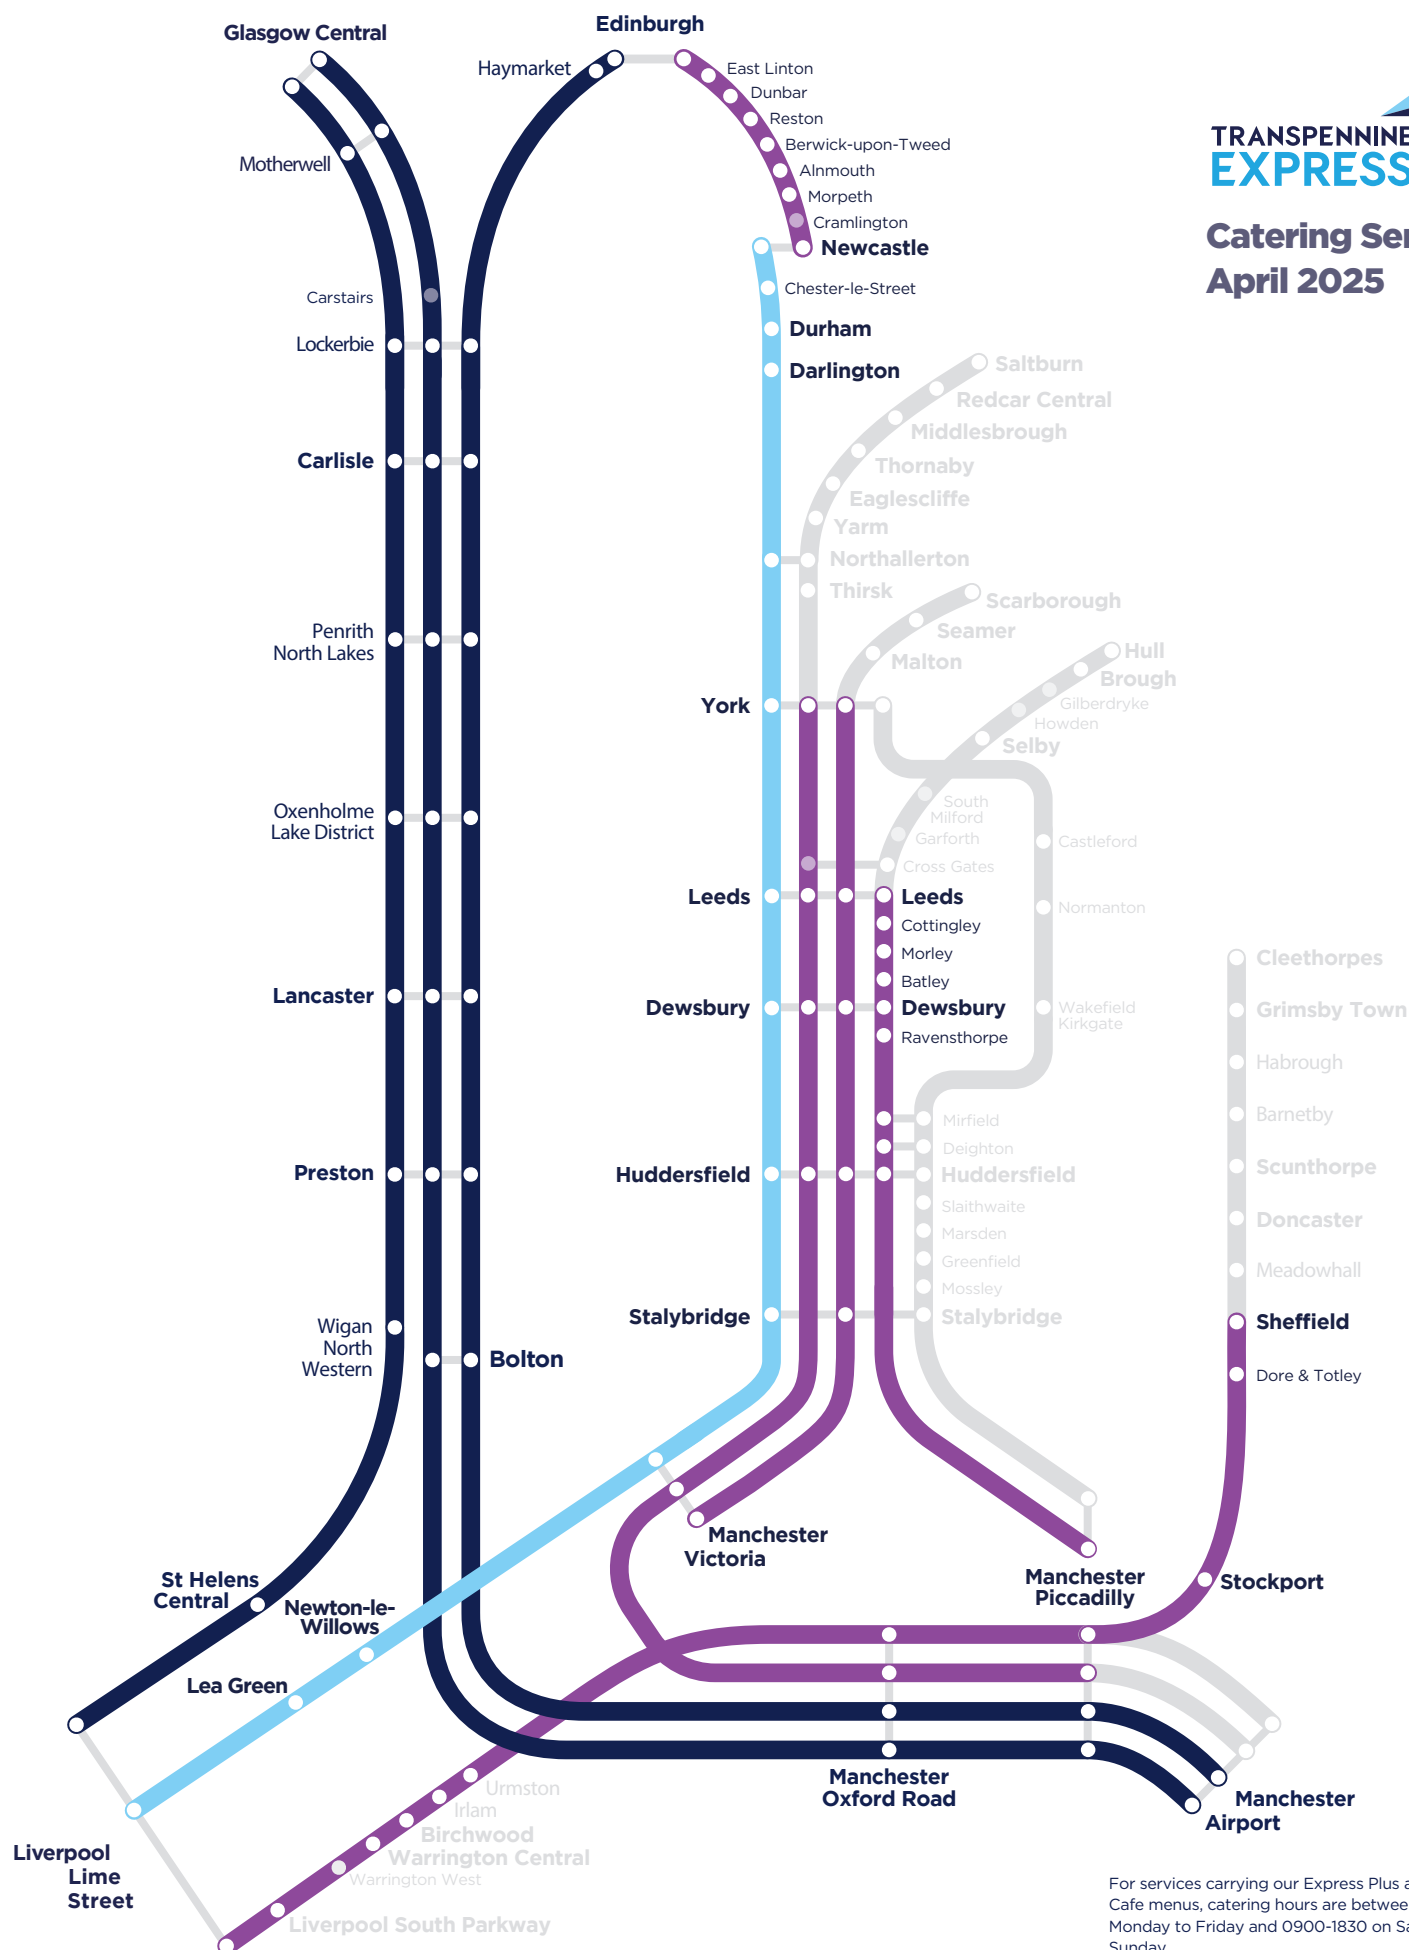 Glasgow Central
Edinburgh
Haymarket
East Linton
Dunbar
Reston
Berwick-upon-Tweed
Alnmouth
Morpeth
Cramlington
Newcastle
TRANSPENNINE
EXPRESS
Catering Ser
April 2025
Motherwell
Carstairs
Lockerbie
Chester-le-Street
Durham
Darlington
Saltburn
Redcar Central
Middlesbrough
Thornaby
Eaglescliffe
Yarm
Northallerton
Thirsk
Carlisle
Scarborough
Seamer
Malton
Hull
Brough
Gilberdryke
Howden
Selby
Penrith
North Lakes
York
South
Milford
Garforth
Cross Gates
Castleford
Normanton
Oxenholme
Lake District
Leeds
Leeds
Cottingley
Morley
Batley
Dewsbury
Dewsbury
Ravensthorpe
Wakefield
Kirkgate
Cleethorpes
Grimsby Town
Habrough
Barnetby
Scunthorpe
Doncaster
Meadowhall
Sheffield
Dore & Totley
Lancaster
Mirfield
Deighton
Preston
Huddersfield
Huddersfield
Slaithwaite
Marsden
Greenfield
Mossley
Stalybridge
Stalybridge
Wigan
North
Western
Bolton
Manchester
Victoria
Manchester
Piccadilly
Stockport
St Helens
Central
Newton-le-
Willows
Lea Green
Urmston
Irlam
Birchwood
Warrington Central
Warrington West
Liverpool South Parkway
Manchester
Oxford Road
Manchester
Airport
Liverpool
Lime
Street
For services carrying our Express Plus a
Cafe menus, catering hours are betwee
Monday to Friday and 0900-1830 on Sa
Sunday